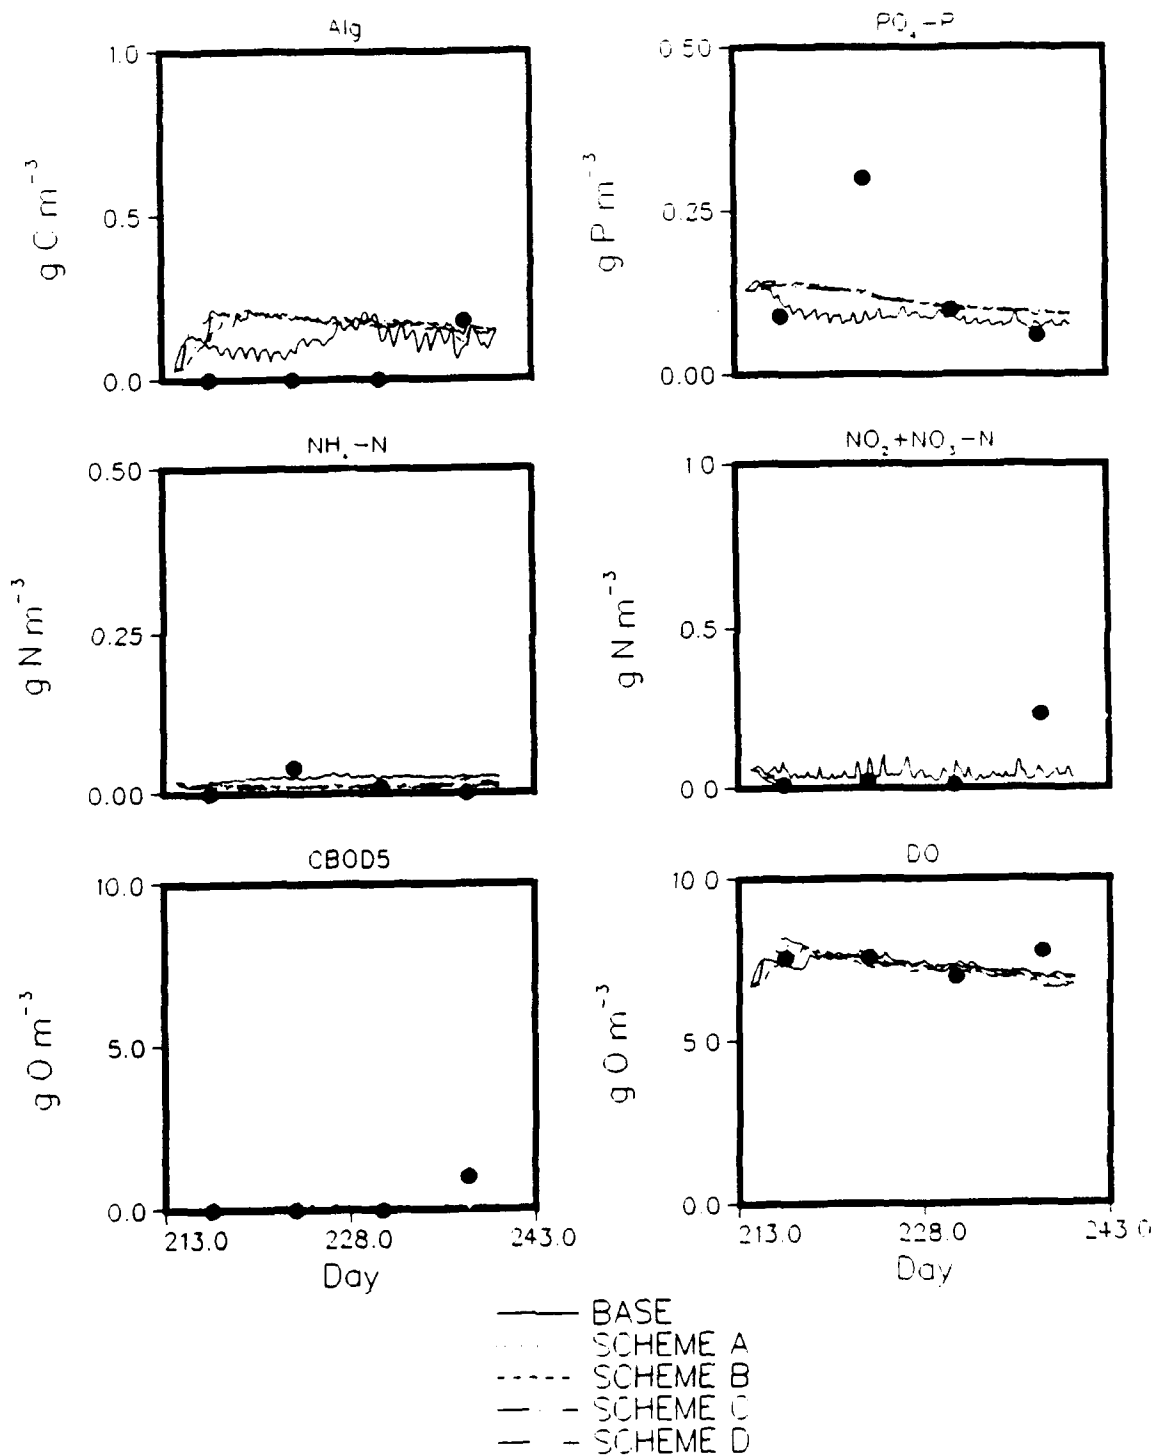 Alg
1.0
0.5
0.0
g C m⁻³
PO₄-P
0.50
0.25
0.00
g P m⁻³
NH₄-N
0.50
0.25
0.00
g N m⁻³
NO₂+NO₃-N
1.0
0.5
0.0
g N m⁻³
CBOD5
10.0
5.0
0.0
g O m⁻³
213.0 228.0 243.0
Day
DO
10.0
5.0
0.0
g O m⁻³
213.0 228.0 243.0
Day
BASE
SCHEME A
SCHEME B
SCHEME C
SCHEME D